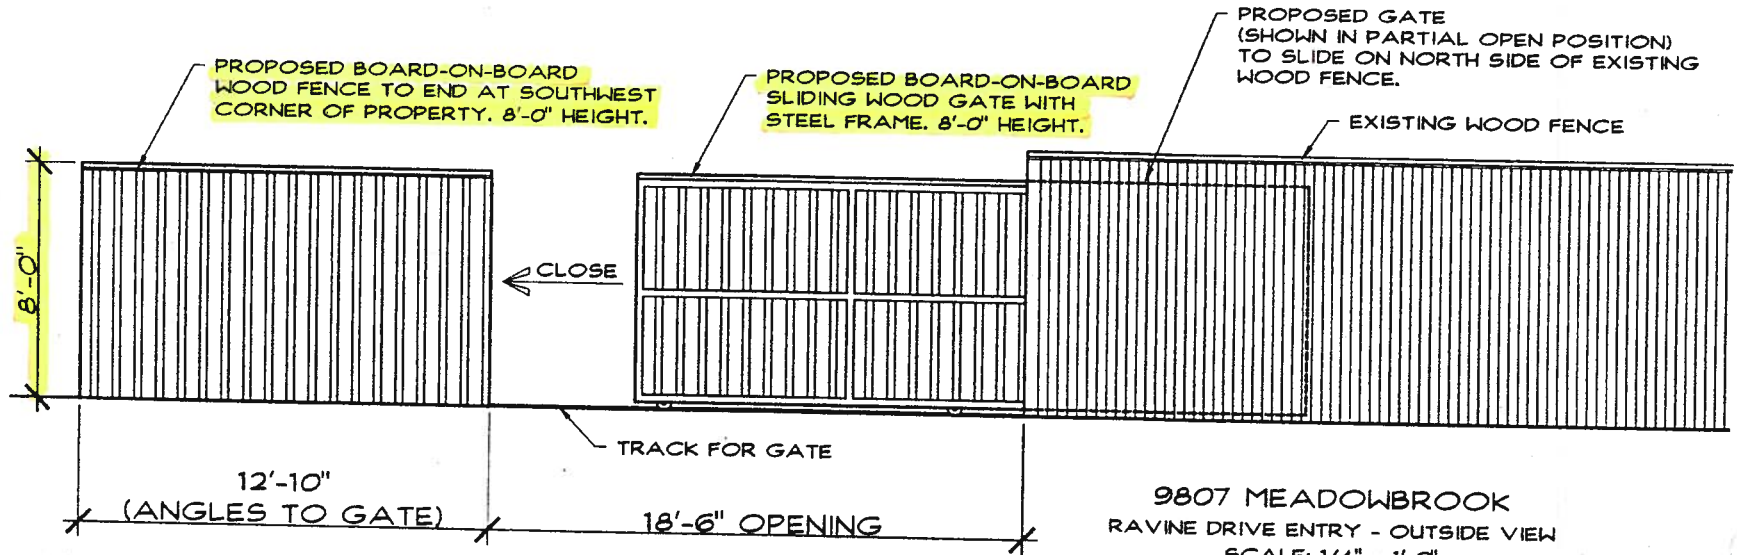 PROPOSED BOARD-ON-BOARD
WOOD FENCE TO END AT SOUTHWEST
CORNER OF PROPERTY. 8'-0" HEIGHT.
PROPOSED BOARD-ON-BOARD
SLIDING WOOD GATE WITH
STEEL FRAME. 8'-0" HEIGHT.
PROPOSED GATE
(SHOWN IN PARTIAL OPEN POSITION)
TO SLIDE ON NORTH SIDE OF EXISTING
WOOD FENCE.
EXISTING WOOD FENCE
8'-0"
CLOSE
TRACK FOR GATE
12'-10"
(ANGLES TO GATE)
18'-6" OPENING
9807 MEADOWBROOK
RAVINE DRIVE ENTRY - OUTSIDE VIEW
SCALE: 1/4"